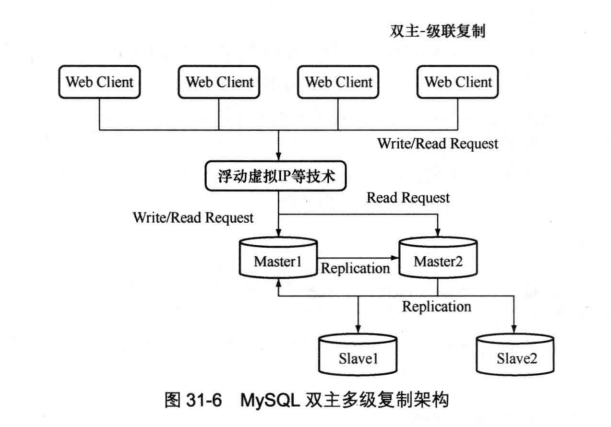 双主-级联复制
Web Client
Web Client
Web Client
Web Client
Write/Read Request
浮动虚拟IP等技术
Read Request
Write/Read Request
Master1
Replication
Master2
Replication
Slave1
Slave2
图 31-6 MySQL 双主多级复制架构